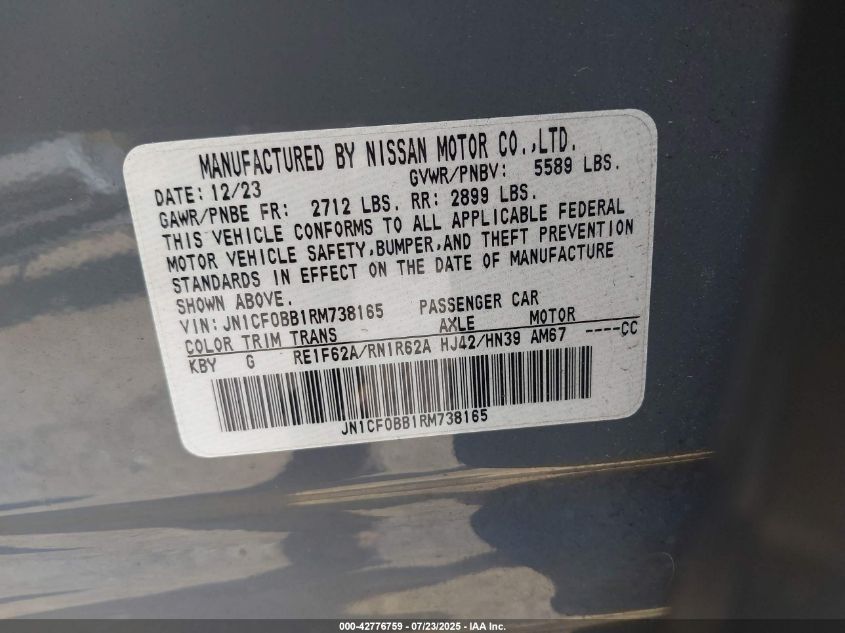 MANUFACTURED BY NISSAN MOTOR CO.,LTD.
DATE: 12/23 GVWR/PNBV: 5589 LBS.
GAWR/PNBE FR: 2712 LBS. RR: 2899 LBS.
THIS VEHICLE CONFORMS TO ALL APPLICABLE FEDERAL
MOTOR VEHICLE SAFETY,BUMPER,AND THEFT PREVENTION
STANDARDS IN EFFECT ON THE DATE OF MANUFACTURE
SHOWN ABOVE.
VIN: JN1CF0BB1RM738165 PASSENGER CAR
COLOR TRIM TRANS AXLE MOTOR
KBY G RE1F62A/RN1R62A HJ42/HN39 AM67 ----CC
JN1CF0BB1RM738165
000-42776759 - 07/23/2025 - IAA Inc.